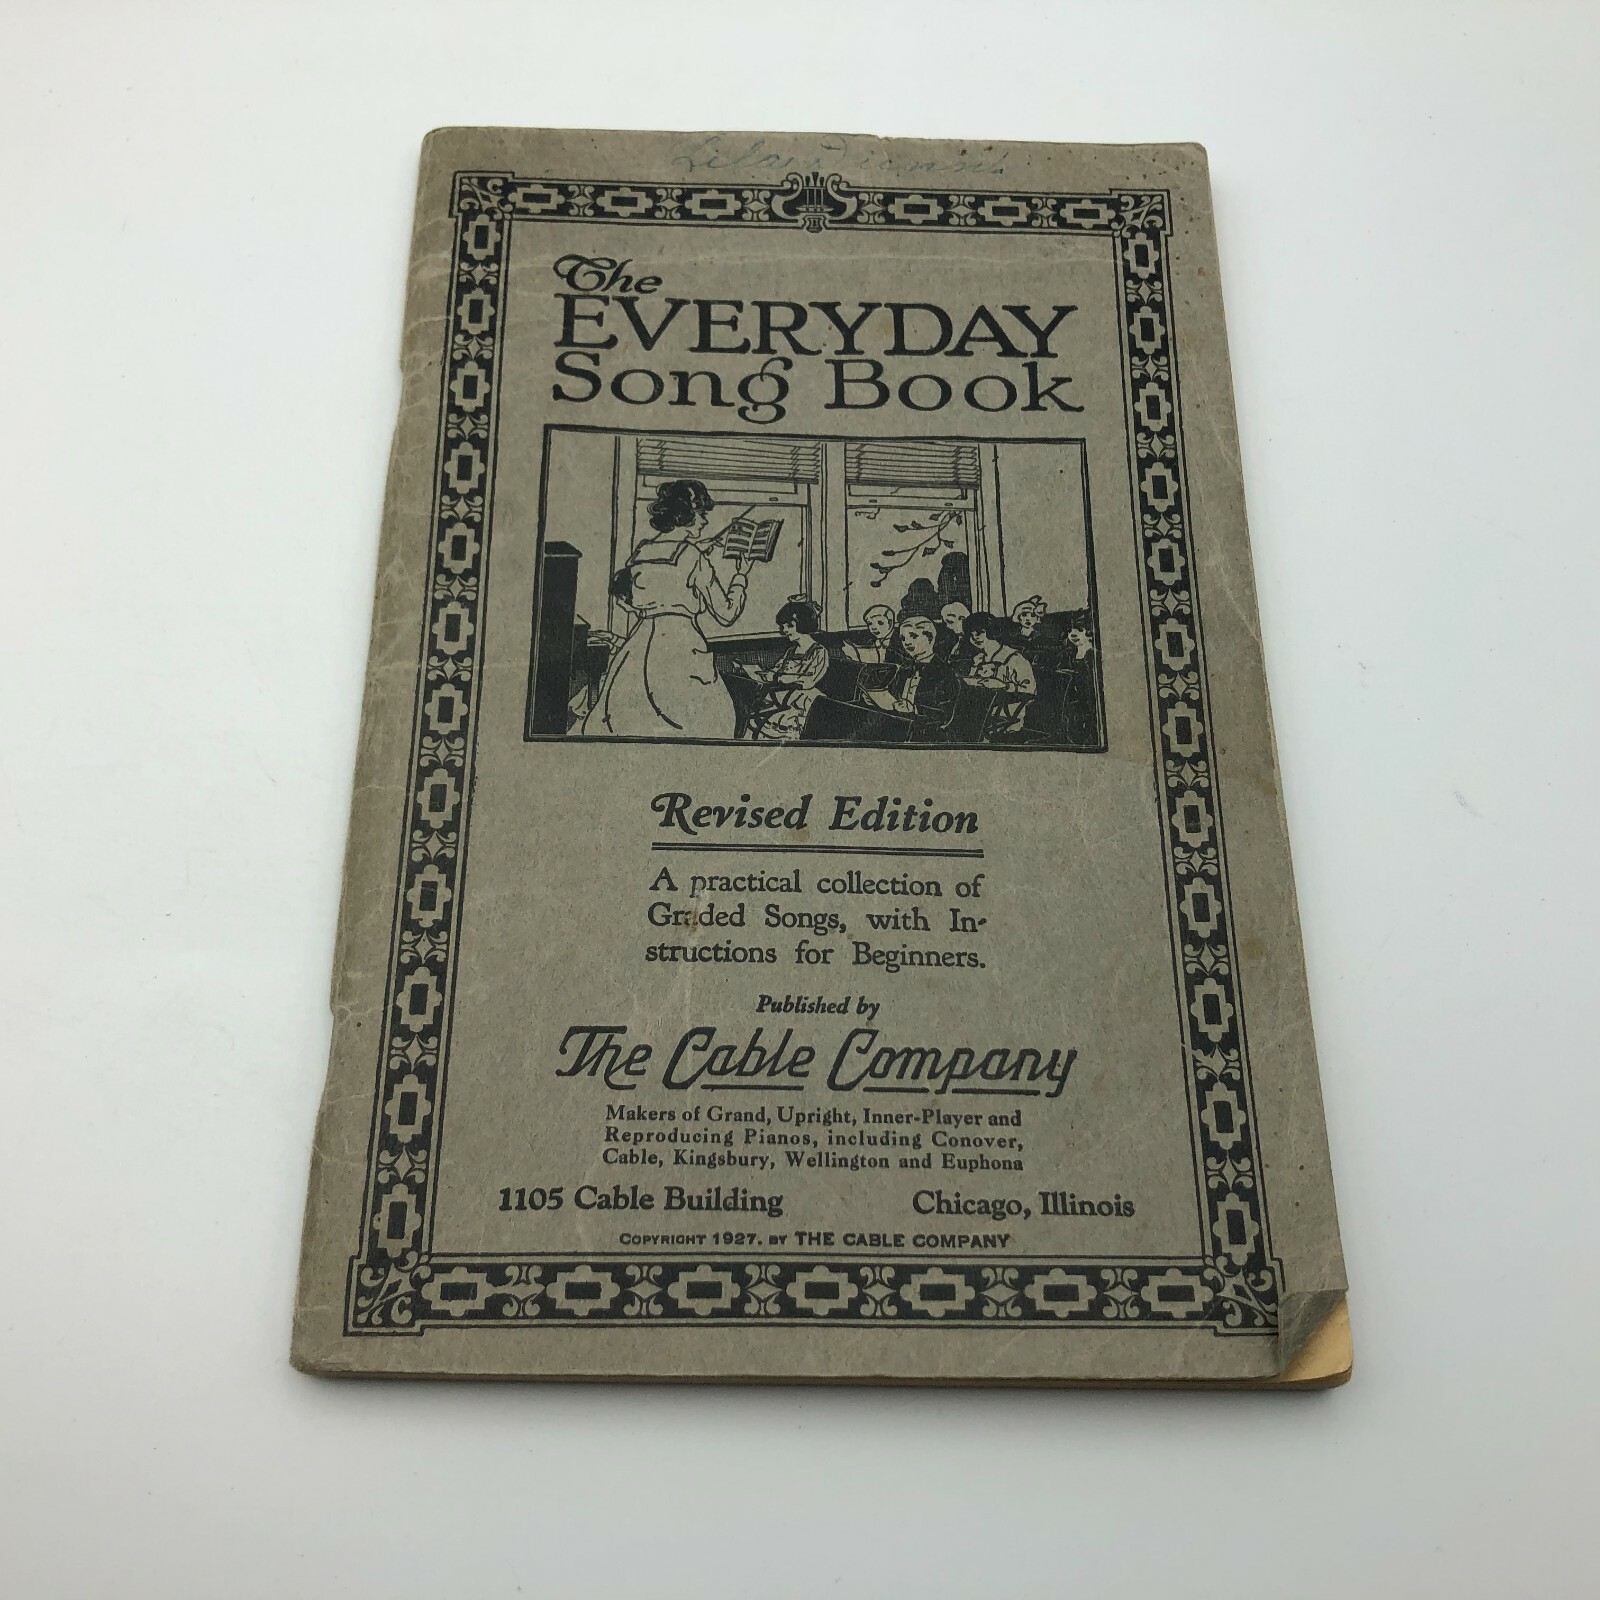 The
EVERYDAY
Song Book
Revised Edition
A practical collection of
Graded Songs, with In-
structions for Beginners.
Published by
The Cable Company
Makers of Grand, Upright, Inner-Player and
Reproducing Pianos, including Conover,
Cable, Kingsbury, Wellington and Euphona
1105 Cable Building Chicago, Illinois
COPYRIGHT 1927. BY THE CABLE COMPANY